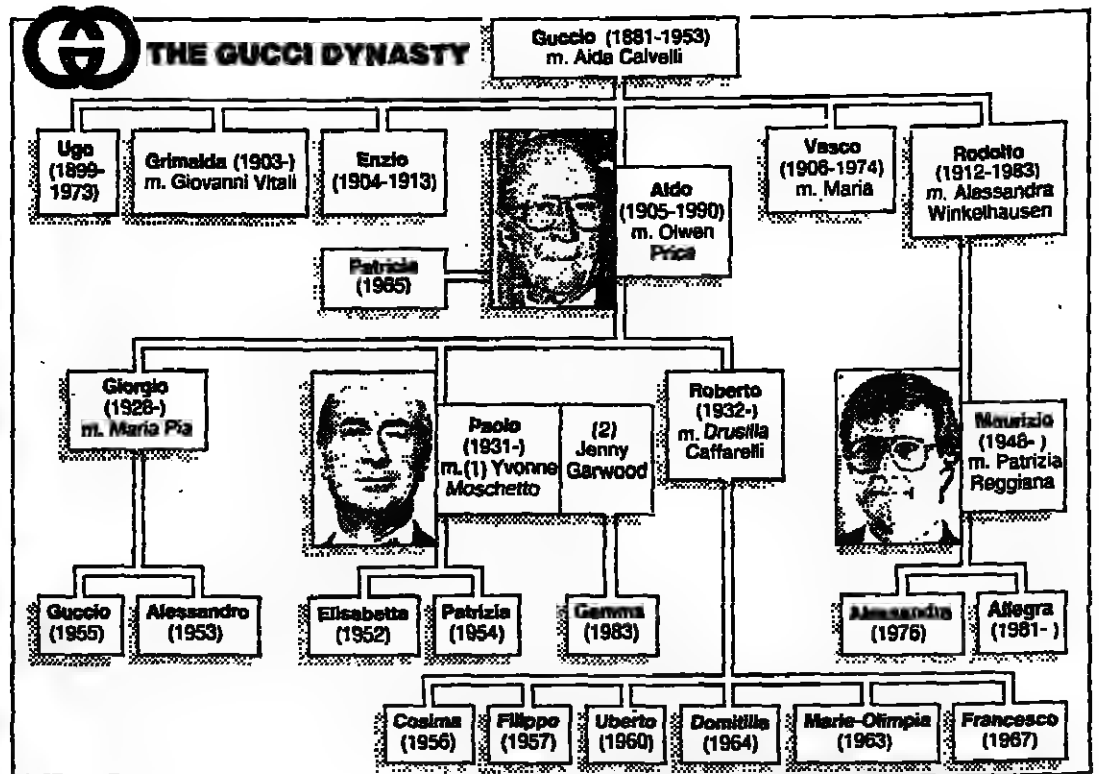 THE GUCCI DYNASTY
Guccio (1881-1953)
m. Aida Calvelli
Ugo
(1899-
1973)
Grimalda (1903-)
m. Giovanni Vitali
Enzio
(1904-1913)
Aldo
(1905-1990)
m. Olwen
Price
Vasco
(1906-1974)
m. Maria
Rodolfo
(1912-1983)
m. Alessandra
Winkelhausen
Patricia
(1965)
Giorgio
(1928-)
m. Maria Pia
Paolo
(1931-)
m.(1) Yvonne
Moschetto
(2)
Jenny
Garwood
Roberto
(1932-)
m. Drusilla
Caffarelli
Maurizio
(1948- )
m. Patrizia
Reggiana
Guccio
(1955)
Alessandro
(1953)
Elisabetta
(1952)
Patrizia
(1954)
Gemma
(1983)
Alessandra
(1976)
Allegra
(1981- )
Cosima
(1956)
Filippo
(1957)
Uberto
(1960)
Domitilla
(1964)
Marie-Olimpia
(1963)
Francesco
(1967)